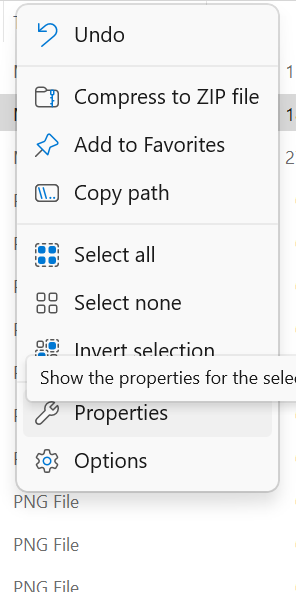 Undo
Compress to ZIP file
Add to Favorites
Copy path
Select all
Select none
Invert selection
Show the properties for the sele
Properties
Options
PNG File
PNG File
PNG File